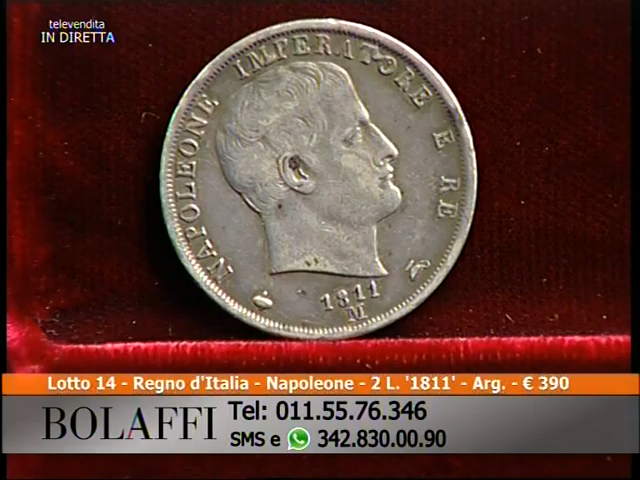 televendita
IN DIRETTA
NAPOLEONE IMPERATORE E RE
1811
M
Lotto 14 - Regno d'Italia - Napoleone - 2 L. '1811' - Arg. - € 390
BOLAFFI
Tel: 011.55.76.346
SMS e 342.830.00.90